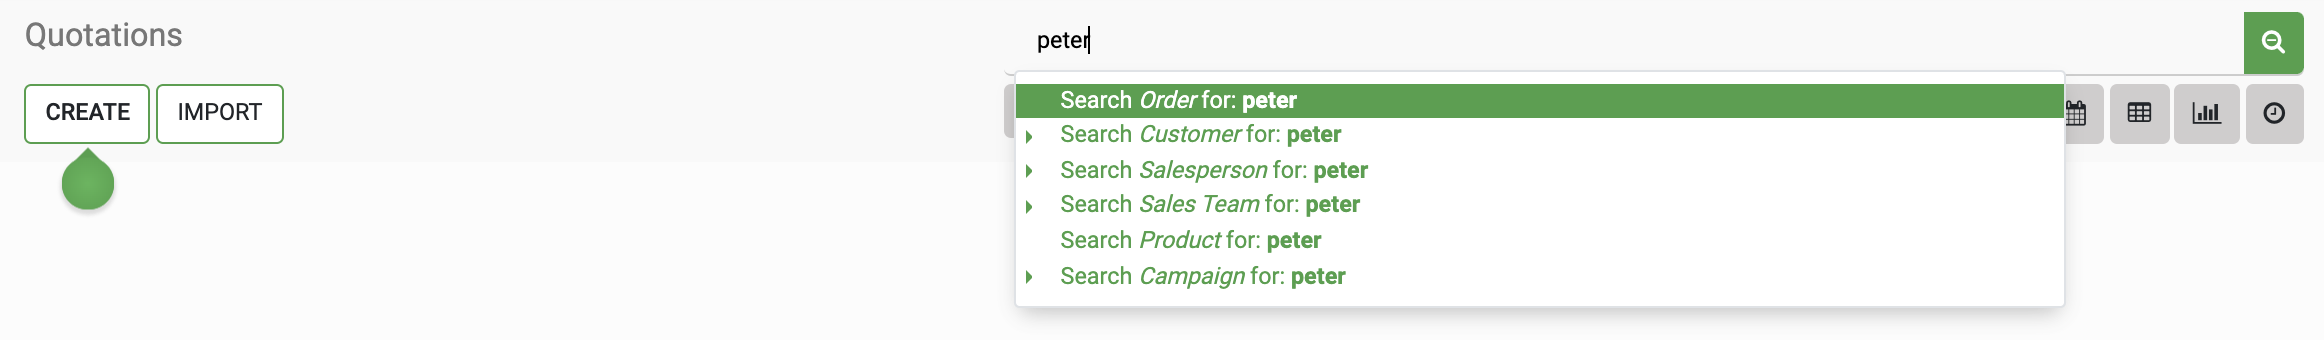 Quotations
peter
CREATE
IMPORT
Search Order for: peter
Search Customer for: peter
Search Salesperson for: peter
Search Sales Team for: peter
Search Product for: peter
Search Campaign for: peter